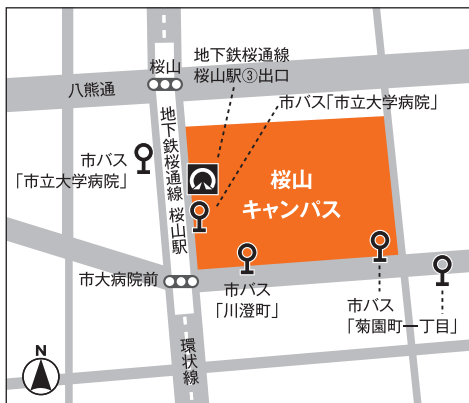 地下鉄桜通線
桜山駅③出口
桜山
八熊通
市バス「市立大学病院」
地下鉄桜通線
桜山駅
市バス
「市立大学病院」
桜山
キャンパス
市大病院前
市バス
「川澄町」
市バス
「菊園町一丁目」
環状線
N